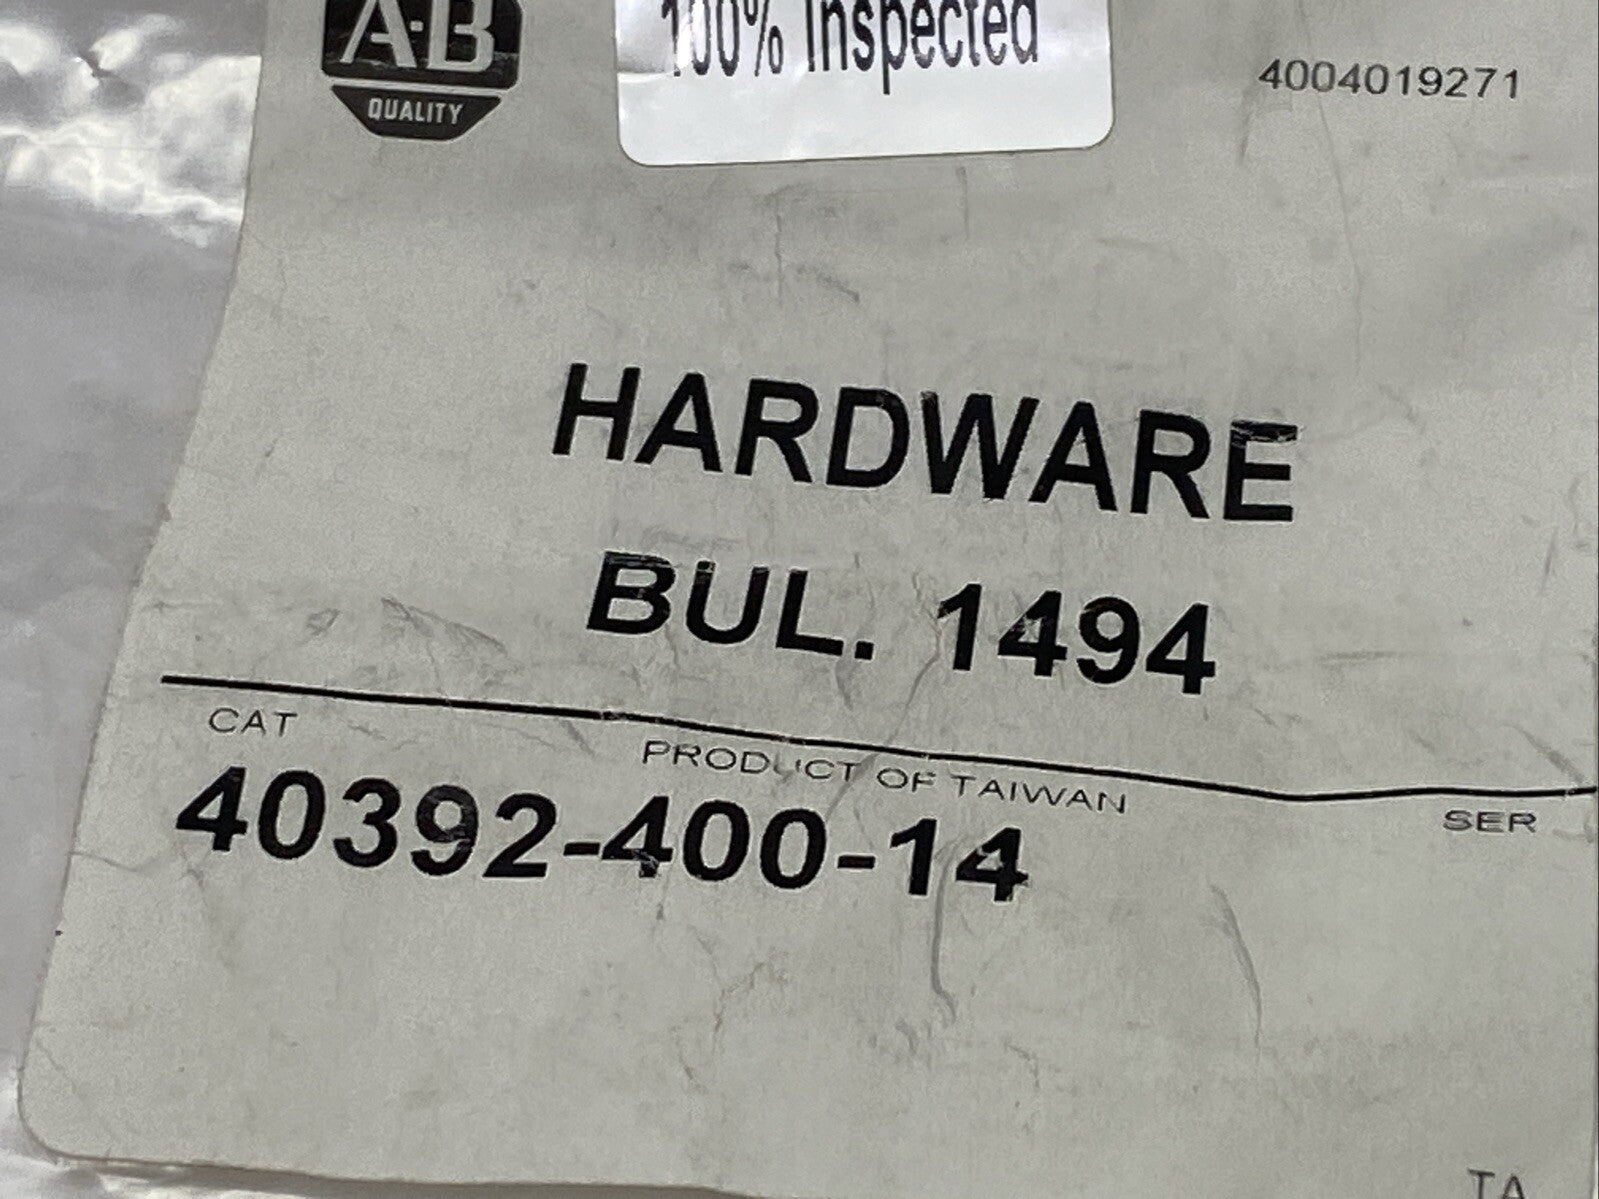 A-B
QUALITY
100% Inspected
4004019271
HARDWARE
BUL. 1494
CAT
PRODUCT OF TAIWAN
SER
40392-400-14
TA